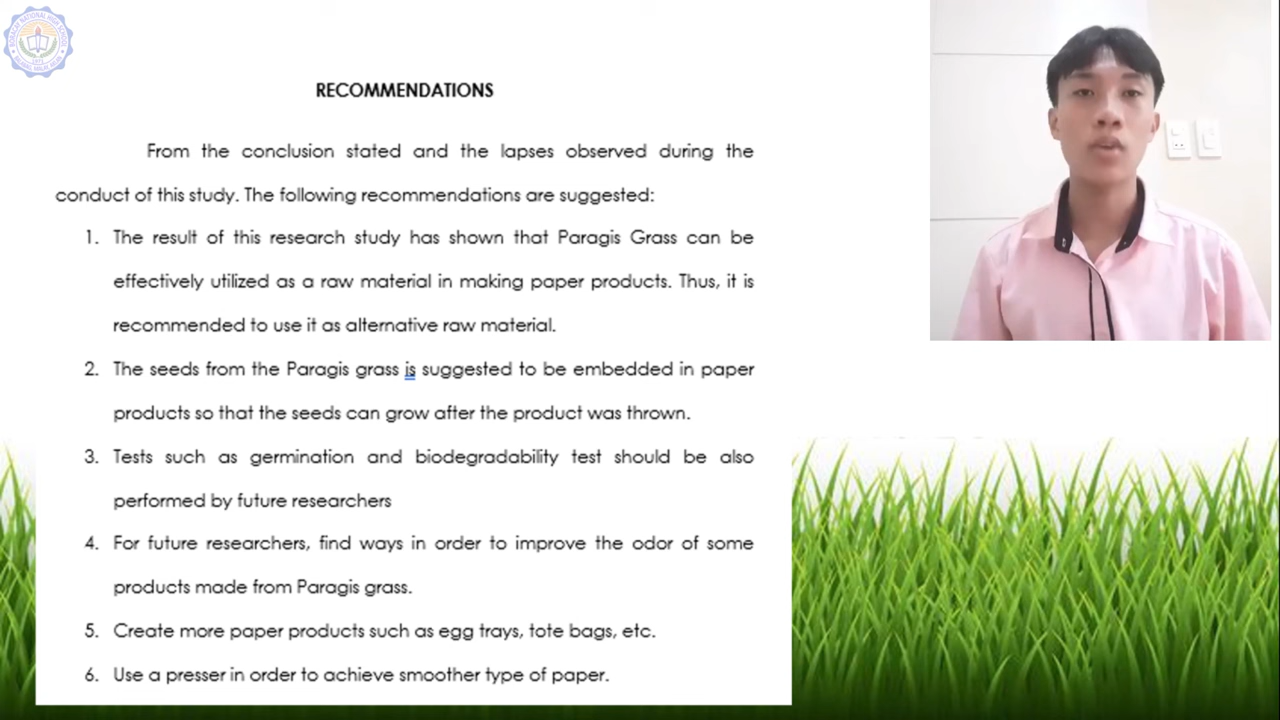 RECOMMENDATIONS
From the conclusion stated and the lapses observed during the
conduct of this study. The following recommendations are suggested:
1. The result of this research study has shown that Paragis Grass can be
effectively utilized as a raw material in making paper products. Thus, it is
recommended to use it as alternative raw material.
2. The seeds from the Paragis grass is suggested to be embedded in paper
products so that the seeds can grow after the product was thrown.
3. Tests such as germination and biodegradability test should be also
performed by future researchers
4. For future researchers, find ways in order to improve the odor of some
products made from Paragis grass.
5. Create more paper products such as egg trays, tote bags, etc.
6. Use a presser in order to achieve smoother type of paper.